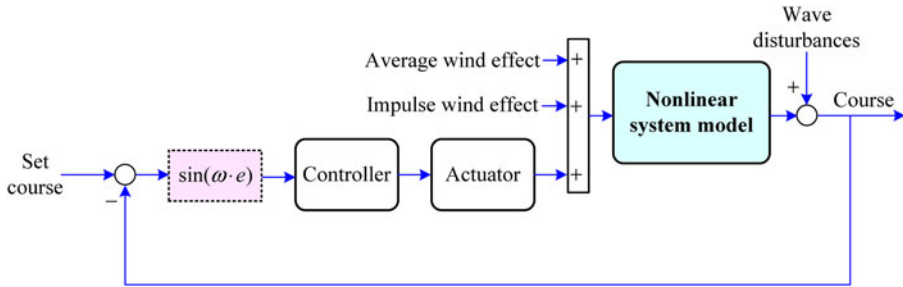 Wave
disturbances
Average wind effect
+
+
Impulse wind effect
+
Nonlinear
system model
Course
Set
course
−
sin(ω·e)
Controller
Actuator
+